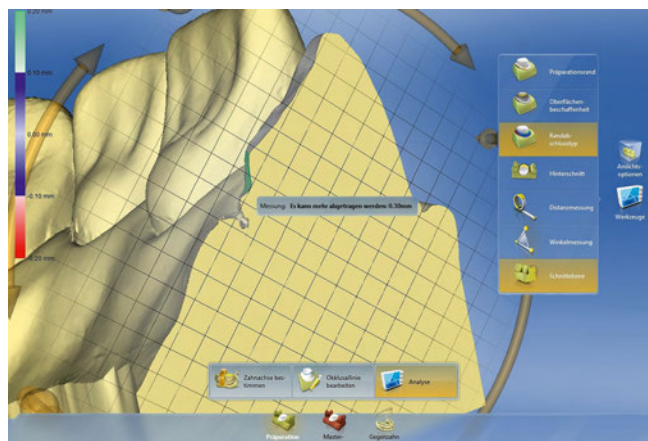 0.20 mm
0.10 mm
0.00 mm
-0.10 mm
-0.20 mm
Messung: Es kann mehr abgetragen werden: 0.30mm
Präparationsrand
Oberflächen-
beschaffenheit
Randab-
schlusstyp
Hinterschnitt
Distanzmessung
Winkelmessung
Schnittebene
Ansichts-
optionen
Werkzeuge
Zahnachse bes-
timmen
Okklusallinie
bearbeiten
Analyse
Präparation
Master-
Gegenzahn